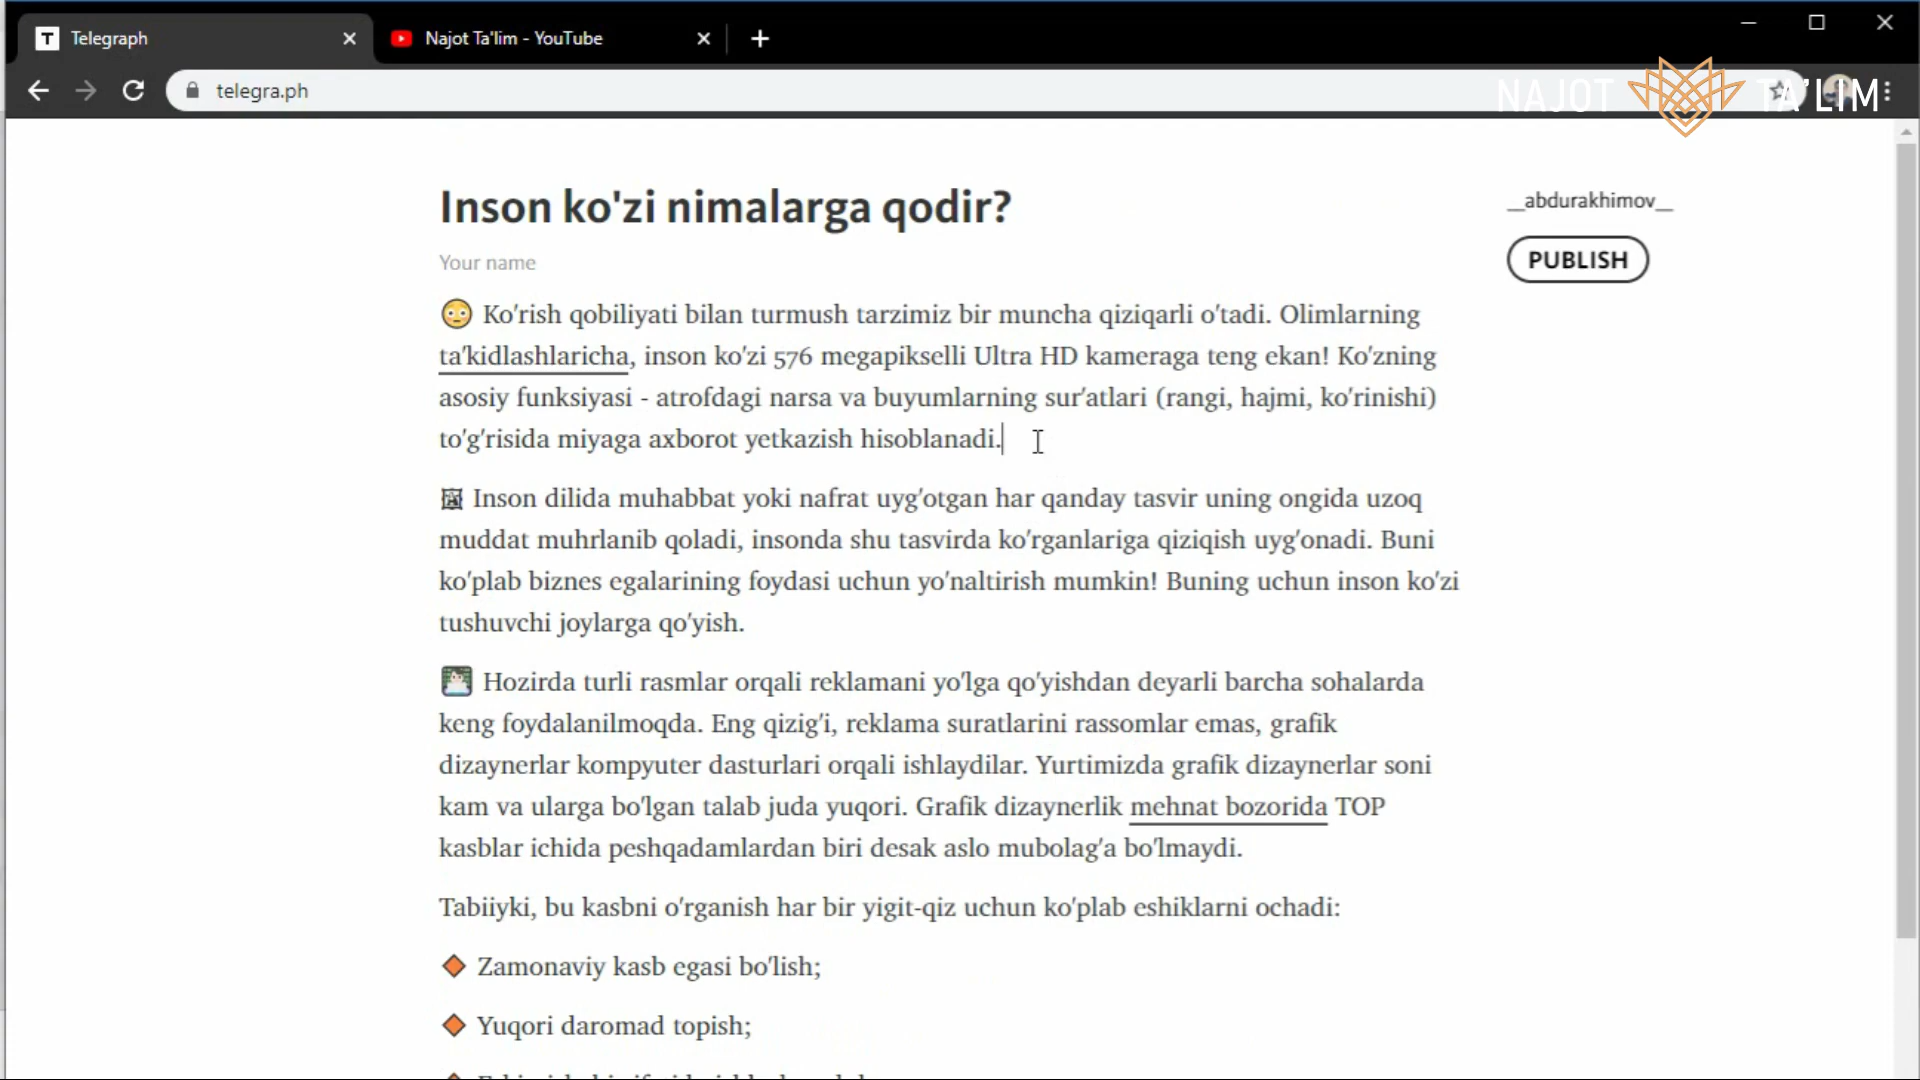 Telegraph
Najot Ta'lim - YouTube
telegra.ph
NAJOT TA'LIM
Inson ko'zi nimalarga qodir?
__abdurakhimov__
PUBLISH
Your name
😳 Ko'rish qobiliyati bilan turmush tarzimiz bir muncha qiziqarli o'tadi. Olimlarning
ta'kidlashlaricha, inson ko'zi 576 megapikselli Ultra HD kameraga teng ekan! Ko'zning
asosiy funksiyasi - atrofdagi narsa va buyumlarning sur'atlari (rangi, hajmi, ko'rinishi)
to'g'risida miyaga axborot yetkazish hisoblanadi.
🖼 Inson dilida muhabbat yoki nafrat uyg'otgan har qanday tasvir uning ongida uzoq
muddat muhrlanib qoladi, insonda shu tasvirda ko'rganlariga qiziqish uyg'onadi. Buni
ko'plab biznes egalarining foydasi uchun yo'naltirish mumkin! Buning uchun inson ko'zi
tushuvchi joylarga qo'yish.
Hozirda turli rasmlar orqali reklamani yo'lga qo'yishdan deyarli barcha sohalarda
keng foydalanilmoqda. Eng qizig'i, reklama suratlarini rassomlar emas, grafik
dizaynerlar kompyuter dasturlari orqali ishlaydilar. Yurtimizda grafik dizaynerlar soni
kam va ularga bo'lgan talab juda yuqori. Grafik dizaynerlik mehnat bozorida TOP
kasblar ichida peshqadamlardan biri desak aslo mubolag'a bo'lmaydi.
Tabiiyki, bu kasbni o'rganish har bir yigit-qiz uchun ko'plab eshiklarni ochadi:
🔸 Zamonaviy kasb egasi bo'lish;
🔸 Yuqori daromad topish;